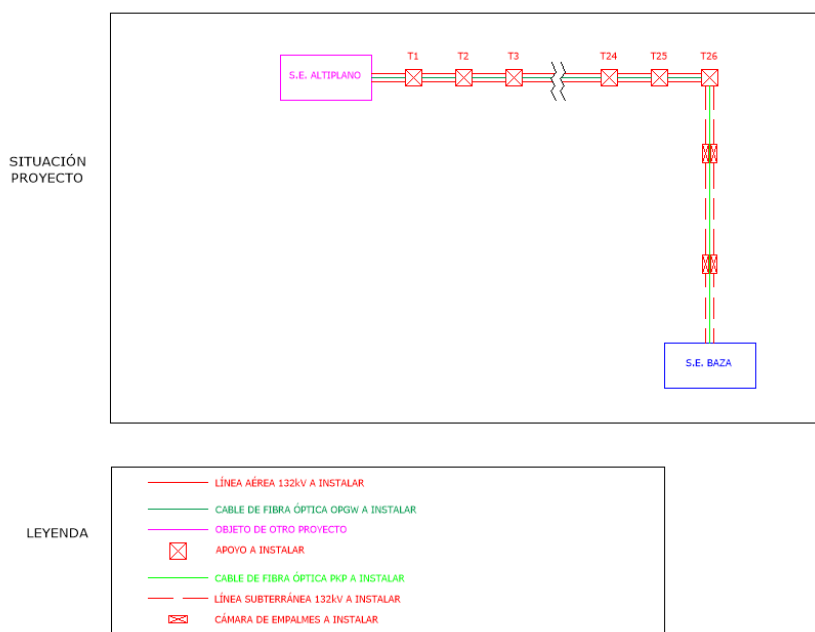 T1 T2 T3 T24 T25 T26
S.E. ALTIPLANO
SITUACIÓN
PROYECTO
S.E. BAZA
LEYENDA
LÍNEA AÉREA 132kV A INSTALAR
CABLE DE FIBRA ÓPTICA OPGW A INSTALAR
OBJETO DE OTRO PROYECTO
APOYO A INSTALAR
CABLE DE FIBRA ÓPTICA PKP A INSTALAR
LÍNEA SUBTERRÁNEA 132kV A INSTALAR
CÁMARA DE EMPALMES A INSTALAR